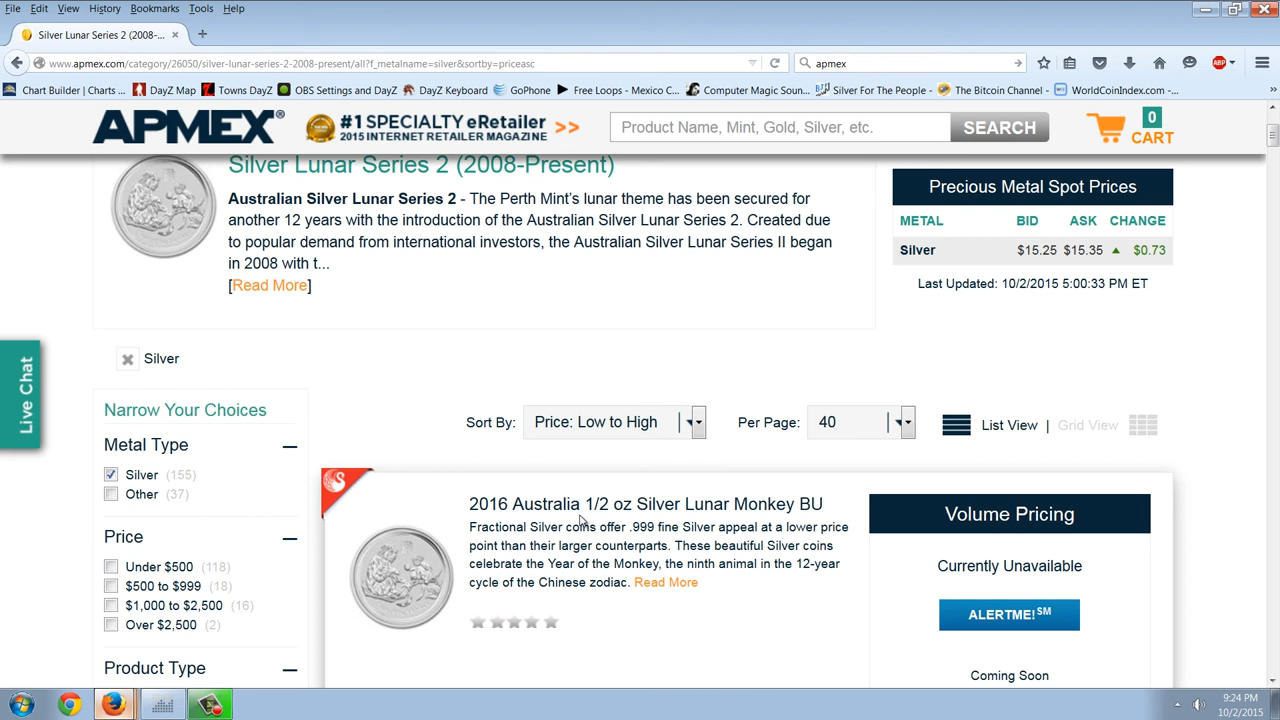 File Edit View History Bookmarks Tools Help
Silver Lunar Series 2 (2008-...
www.apmex.com/category/26050/silver-lunar-series-2-2008-present/all?f_metalname=silver&sortby=priceasc
apmex
ABP
Chart Builder | Charts ... DayZ Map Towns DayZ OBS Settings and DayZ DayZ Keyboard GoPhone Free Loops - Mexico C... Computer Magic Soun... Silver For The People - ... The Bitcoin Channel - ... WorldCoinIndex.com -...
APMEX
#1 SPECIALTY eRetailer
2015 INTERNET RETAILER MAGAZINE >>
Product Name, Mint, Gold, Silver, etc.
SEARCH
0
CART
Silver Lunar Series 2 (2008-Present)
Australian Silver Lunar Series 2 - The Perth Mint's lunar theme has been secured for
another 12 years with the introduction of the Australian Silver Lunar Series 2. Created due
to popular demand from international investors, the Australian Silver Lunar Series II began
in 2008 with t...
[Read More]
Precious Metal Spot Prices
METAL BID ASK CHANGE
Silver $15.25 $15.35 $0.73
Last Updated: 10/2/2015 5:00:33 PM ET
Live Chat
Silver
Narrow Your Choices
Metal Type
Silver (155)
Other (37)
Price
Under $500 (118)
$500 to $999 (18)
$1,000 to $2,500 (16)
Over $2,500 (2)
Product Type
Sort By: Price: Low to High
Per Page: 40
List View | Grid View
2016 Australia 1/2 oz Silver Lunar Monkey BU
Fractional Silver coins offer .999 fine Silver appeal at a lower price
point than their larger counterparts. These beautiful Silver coins
celebrate the Year of the Monkey, the ninth animal in the 12-year
cycle of the Chinese zodiac. Read More
Volume Pricing
Currently Unavailable
ALERTME!SM
Coming Soon
9:24 PM
10/2/2015